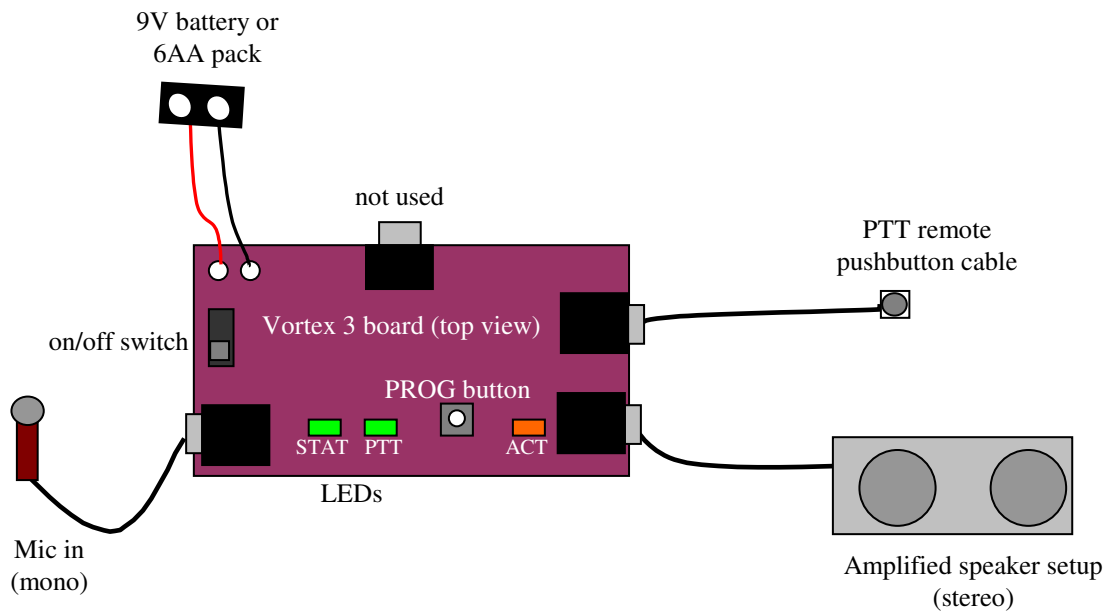 9V battery or
6AA pack
not used
PTT remote
pushbutton cable
Vortex 3 board (top view)
on/off switch
PROG button
STAT PTT ACT
LEDs
Mic in
(mono)
Amplified speaker setup
(stereo)